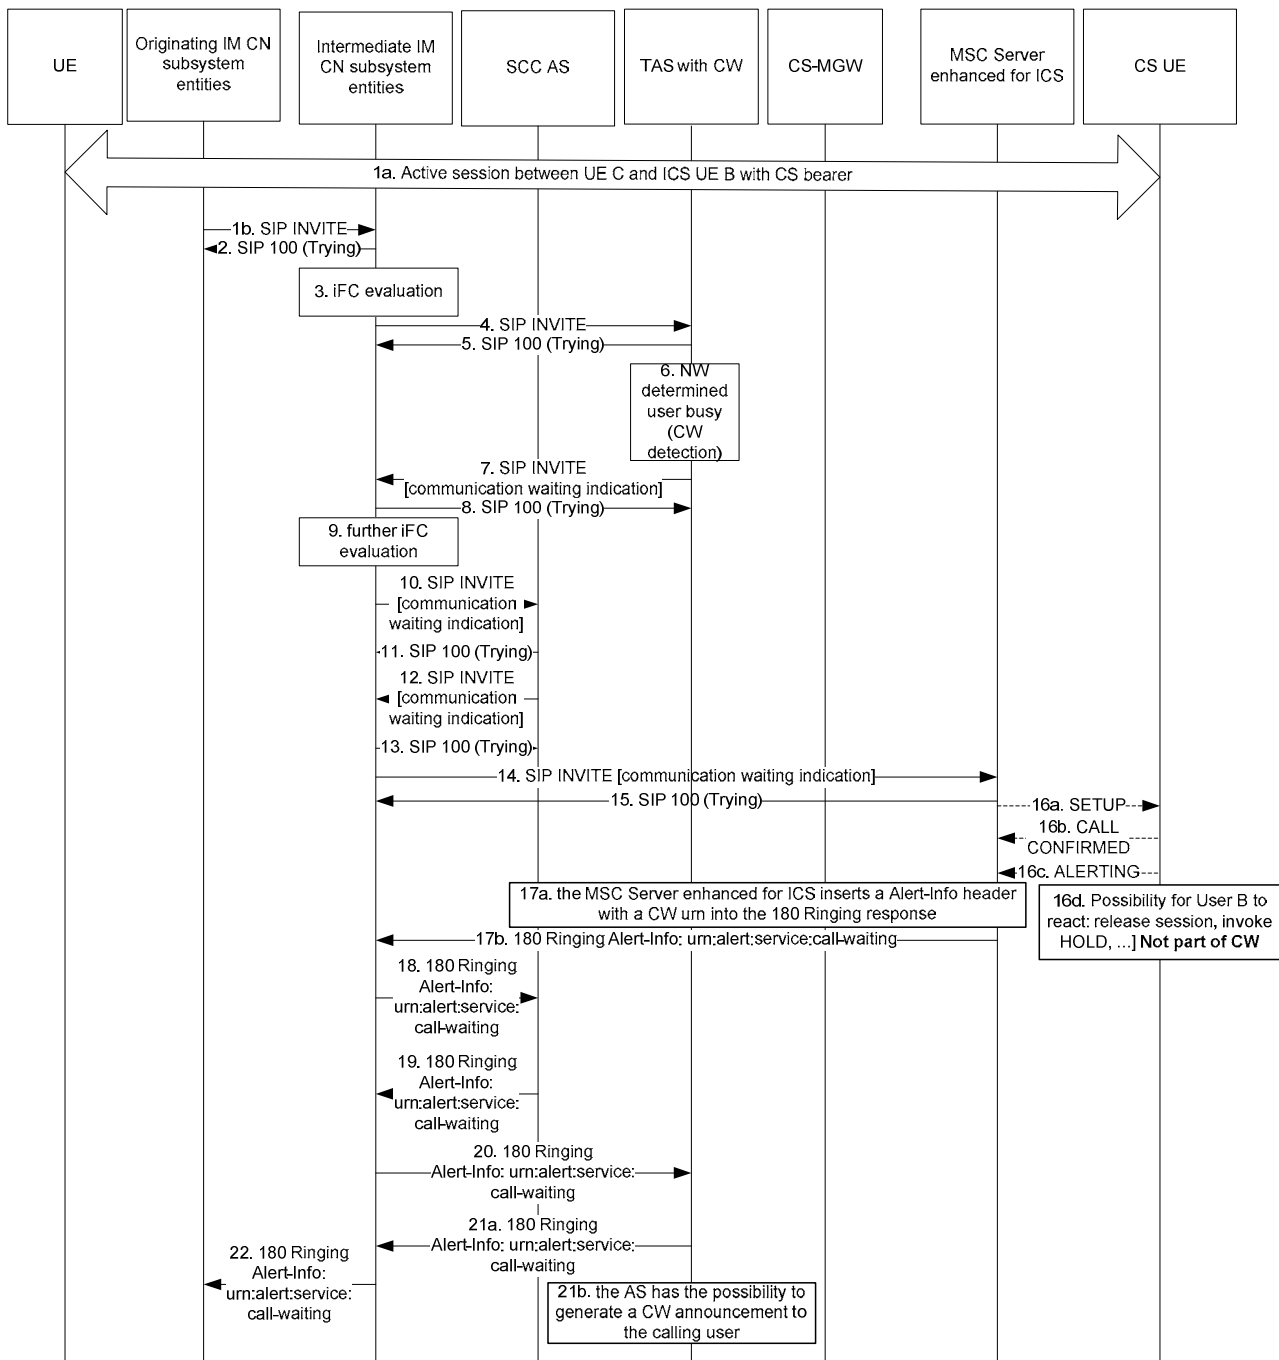 UE
Originating IM CN
subsystem
entities
Intermediate IM
CN subsystem
entities
SCC AS
TAS with CW
CS-MGW
MSC Server
enhanced for ICS
CS UE
1a. Active session between UE C and ICS UE B with CS bearer
1b. SIP INVITE
2. SIP 100 (Trying)
3. iFC evaluation
4. SIP INVITE
5. SIP 100 (Trying)
6. NW
determined
user busy
(CW
detection)
7. SIP INVITE
[communication waiting indication]
8. SIP 100 (Trying)
9. further iFC
evaluation
10. SIP INVITE
[communication
waiting indication]
11. SIP 100 (Trying)
12. SIP INVITE
[communication
waiting indication]
13. SIP 100 (Trying)
14. SIP INVITE [communication waiting indication]
15. SIP 100 (Trying)
16a. SETUP
16b. CALL
CONFIRMED
16c. ALERTING
17a. the MSC Server enhanced for ICS inserts a Alert-Info header
with a CW urn into the 180 Ringing response
16d. Possibility for User B to
react: release session, invoke
HOLD, ...] Not part of CW
17b. 180 Ringing Alert-Info: urn:alert:service:call-waiting
18. 180 Ringing
Alert-Info:
urn:alert:service:
call-waiting
19. 180 Ringing
Alert-Info:
urn:alert:service:
call-waiting
20. 180 Ringing
Alert-Info: urn:alert:service:
call-waiting
21a. 180 Ringing
Alert-Info: urn:alert:service:
call-waiting
22. 180 Ringing
Alert-Info:
urn:alert:service:
call-waiting
21b. the AS has the possibility to
generate a CW announcement to
the calling user